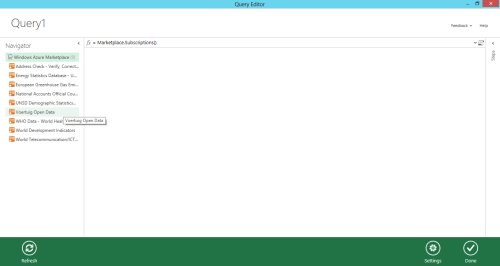 Query Editor
Query1
Feedback
Help
Navigator
= Marketplace.Subscriptions()
Steps
Windows Azure Marketplace
Address Check - Verify, Correct...
Energy Statistics Database - U...
European Greenhouse Gas Emi...
National Accounts Official Cou...
UNSD Demographic Statistics...
Voertuig Open Data
WHO Data - World Heal
Voertuig Open Data
World Development Indicators
World Telecommunication/ICT...
Refresh
Settings
Done